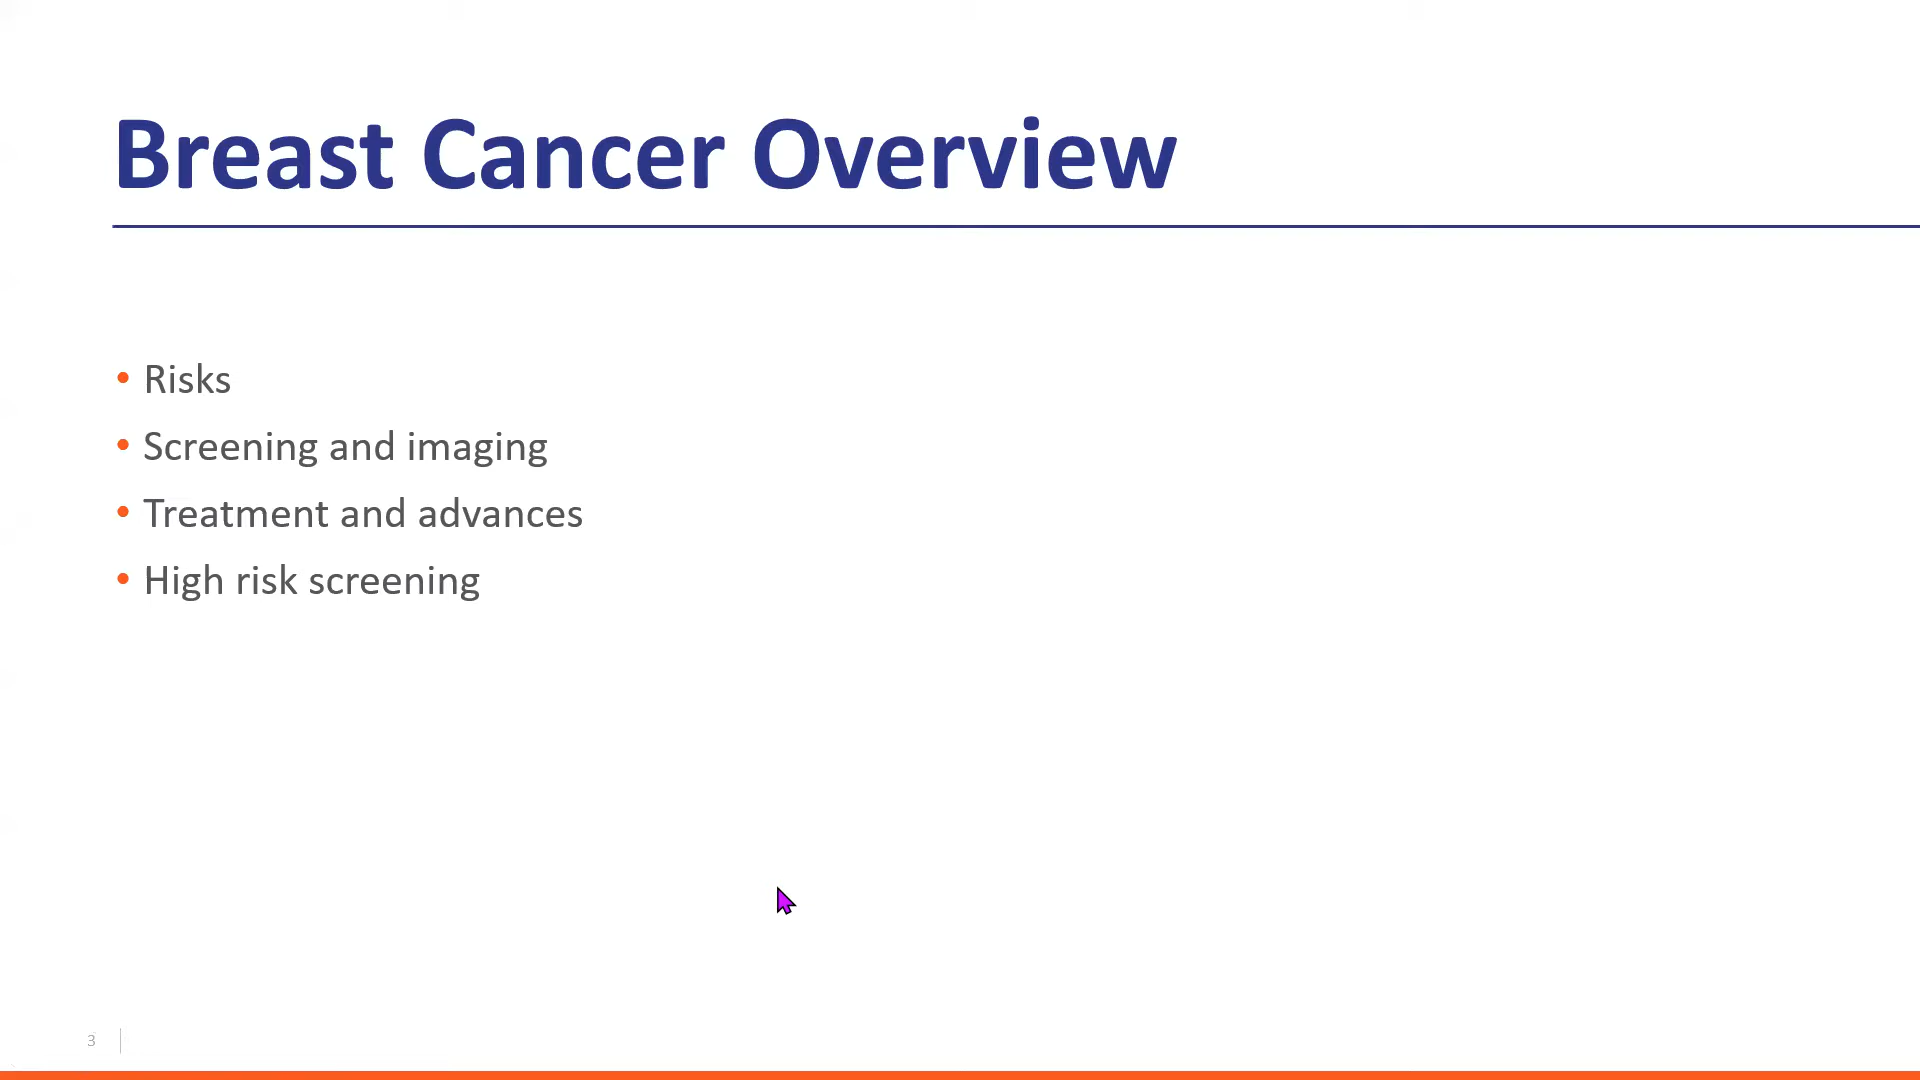 Breast Cancer Overview
• Risks
• Screening and imaging
• Treatment and advances
• High risk screening
3